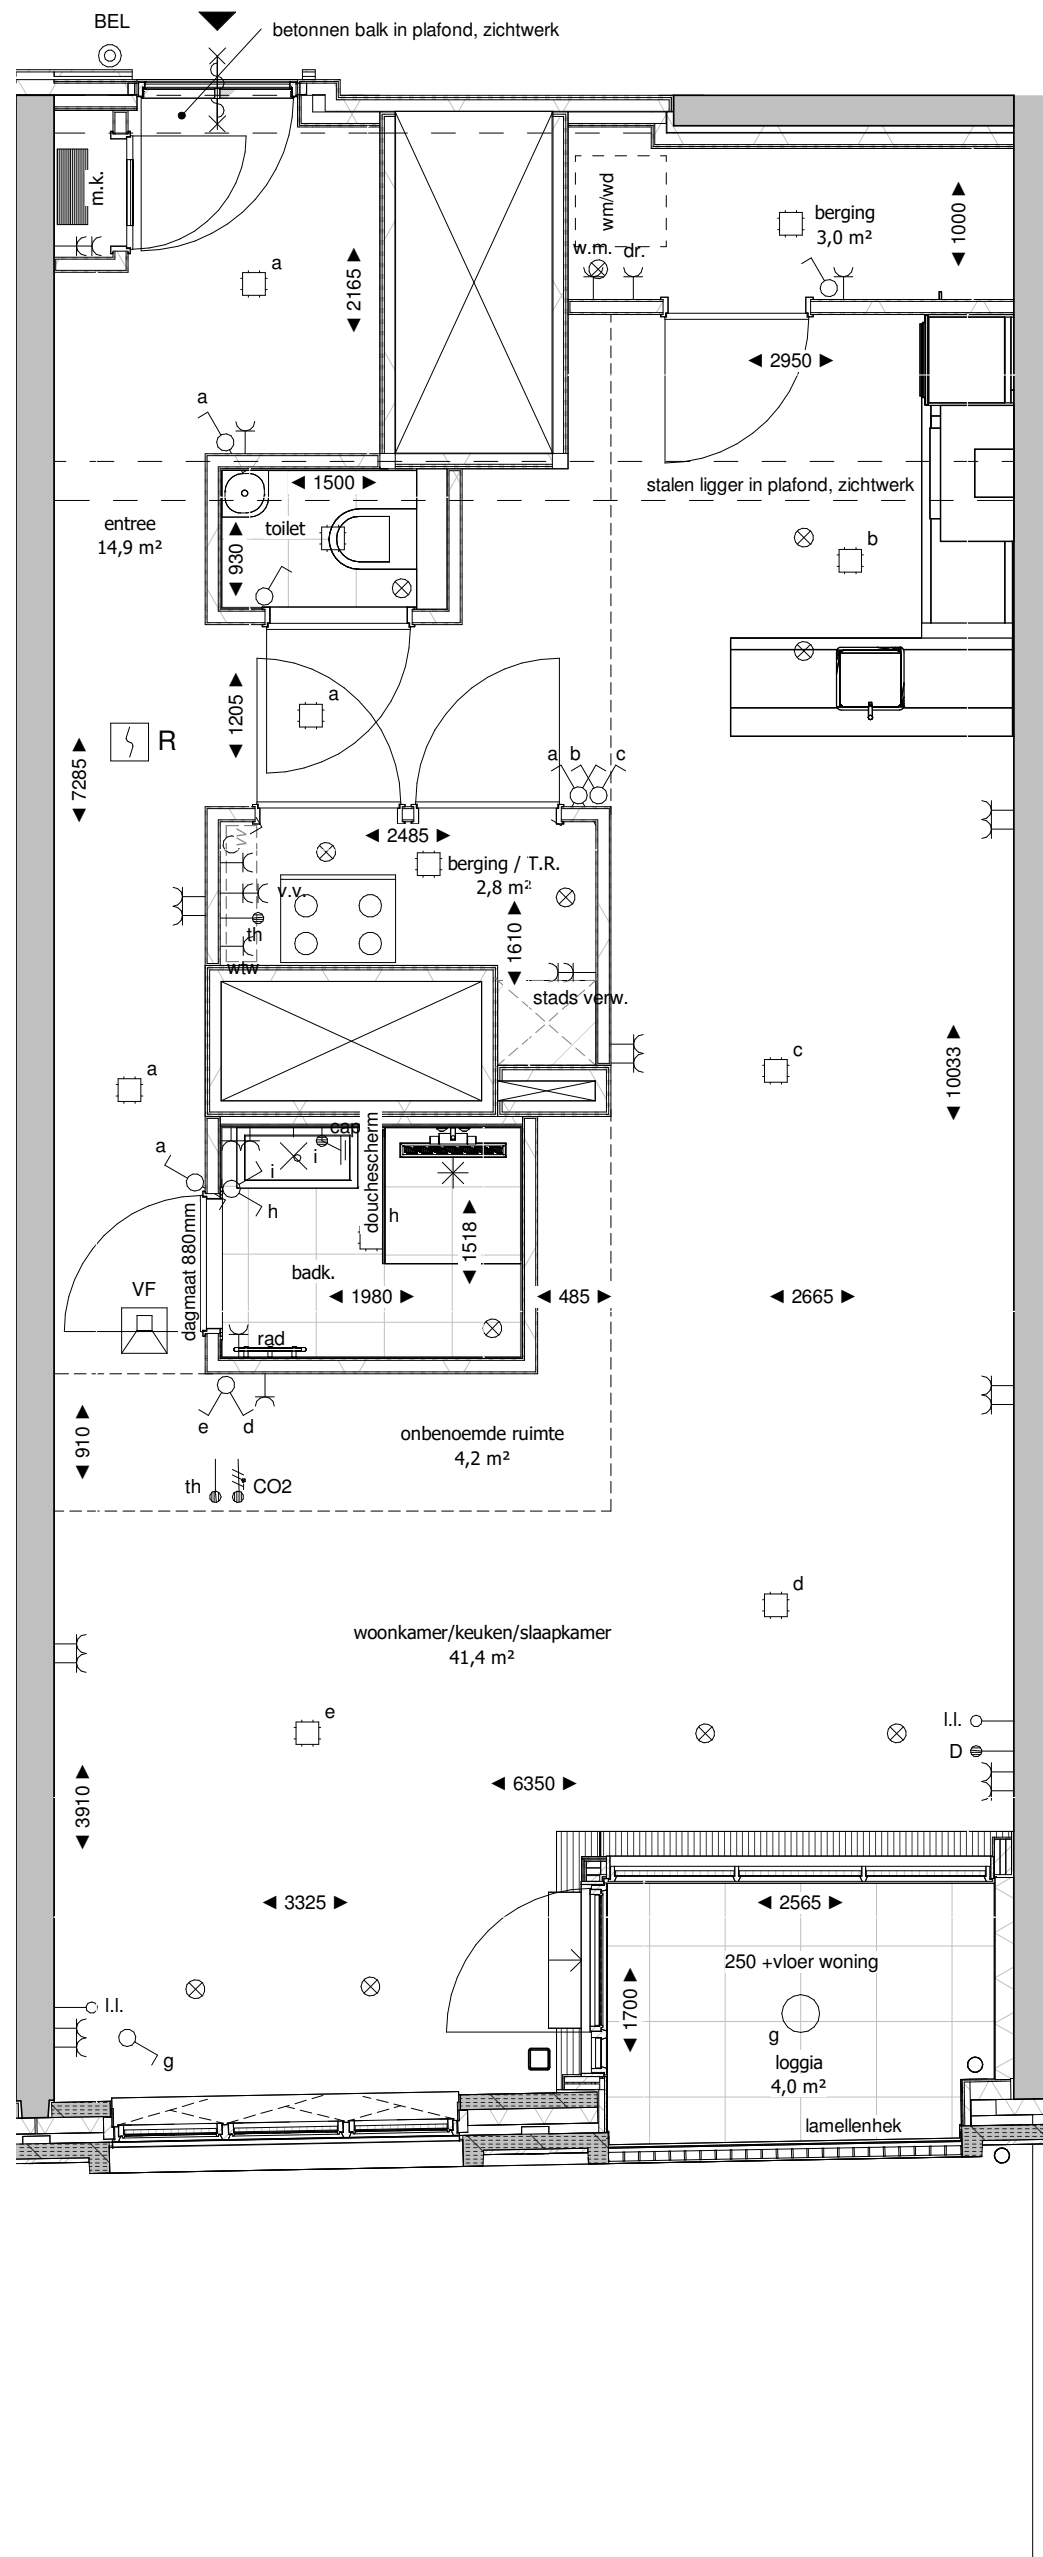 BEL
betonnen balk in plafond, zichtwerk
m.k.
wm/wd
berging
3,0 m²
1000
w.m.
dr.
a
2165
2950
a
1500
stalen ligger in plafond, zichtwerk
entree
14,9 m²
toilet
930
b
a
1205
R
7285
a
b
c
2485
berging / T.R.
2,8 m²
v.v.
th
wtw
1610
stads verw.
c
10033
a
cap
douchescherm
a
i
i
h
h
1518
dagmaat 880mm
badk.
VF
1980
485
2665
rad
e
d
910
onbenoemde ruimte
4,2 m²
th
CO2
d
woonkamer/keuken/slaapkamer
41,4 m²
e
l.l.
D
3910
6350
3325
2565
250 +vloer woning
1700
l.l.
g
g
loggia
4,0 m²
lamellenhek